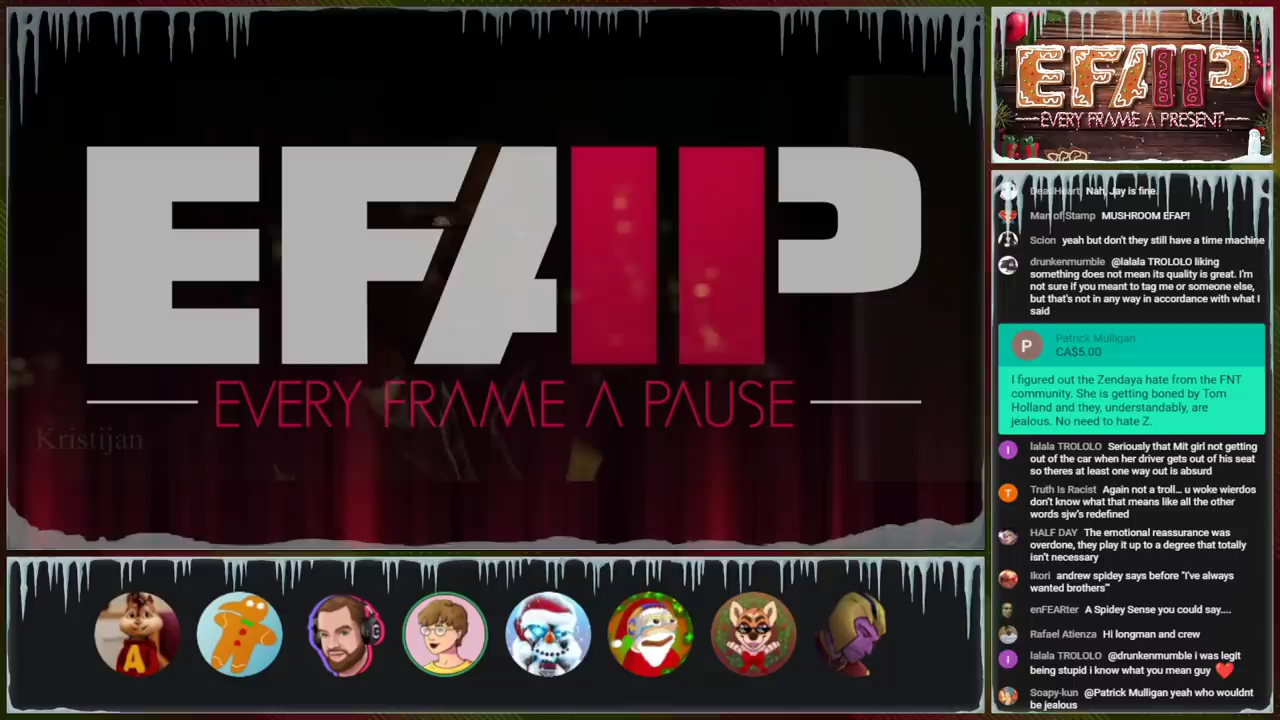 EFAP
EVERY FRAME A PAUSE
Kristijan
A
G
EFAP
EVERY FRAME A PRESENT
DeadHeart Nah, Jay is fine.
Man of Stamp MUSHROOM EFAP!
Scion yeah but don't they still have a time machine
drunkenmumble @lalala TROLOLO liking
something does not mean its quality is great. I'm
not sure if you meant to tag me or someone else,
but that's not in any way in accordance with what I
said
P
Patrick Mulligan
CA$5.00
I figured out the Zendaya hate from the FNT
community. She is getting boned by Tom
Holland and they, understandably, are
jealous. No need to hate Z.
l
lalala TROLOLO Seriously that Mit girl not getting
out of the car when her driver gets out of his seat
so theres at least one way out is absurd
T
Truth Is Racist Again not a troll... u woke wierdos
don't know what that means like all the other
words sjw's redefined
HALF DAY The emotional reassurance was
overdone, they play it up to a degree that totally
isn't necessary
Ikori andrew spidey says before "I've always
wanted brothers'"
enFEARter A Spidey Sense you could say....
Rafael Atienza Hi longman and crew
l
lalala TROLOLO @drunkenmumble i was legit
being stupid i know what you mean guy ❤️
Soapy-kun @Patrick Mulligan yeah who wouldnt
be jealous